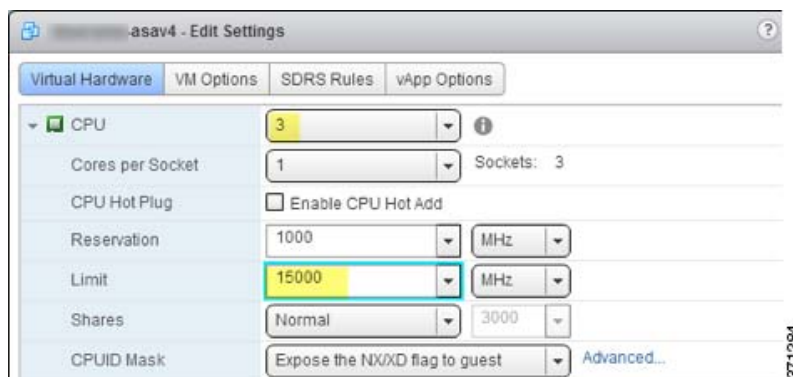 asav4 - Edit Settings ?
Virtual Hardware VM Options SDRS Rules vApp Options
CPU 3
Cores per Socket 1 Sockets: 3
CPU Hot Plug Enable CPU Hot Add
Reservation 1000 MHz
Limit 15000 MHz
Shares Normal 3000
CPUID Mask Expose the NX/XD flag to guest Advanced...